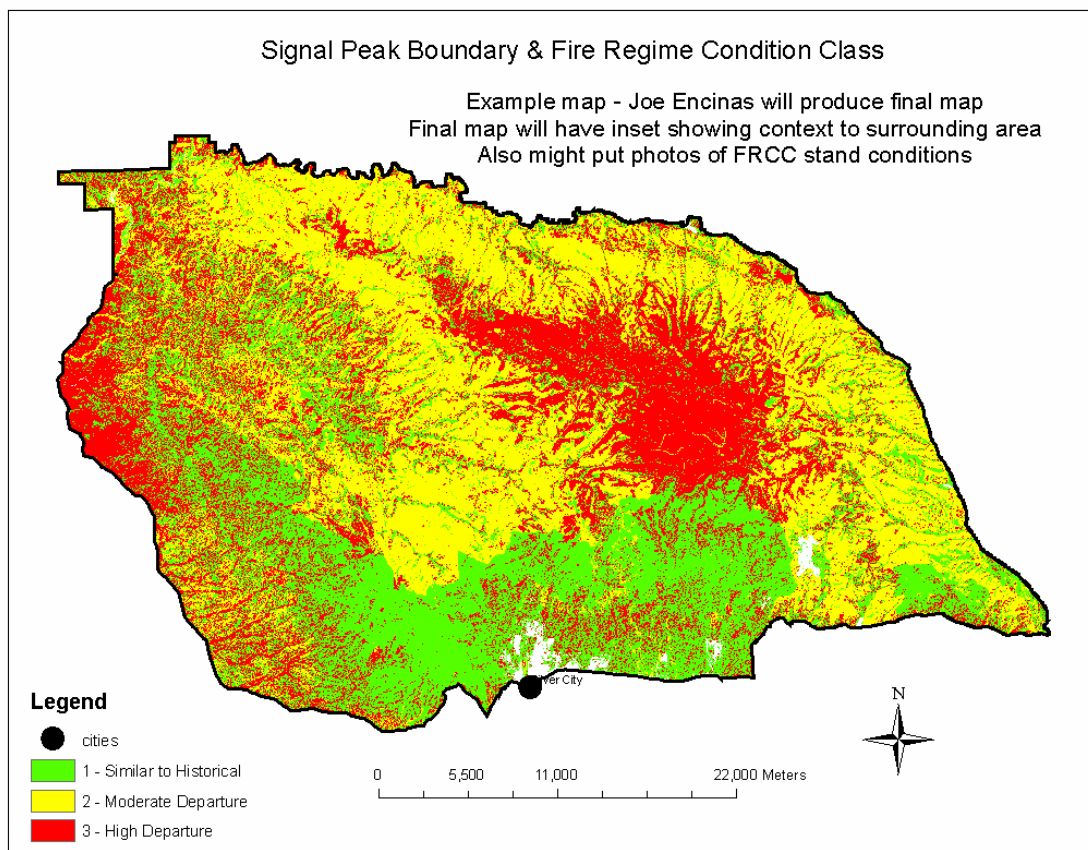 Signal Peak Boundary & Fire Regime Condition Class
Example map - Joe Encinas will produce final map
Final map will have inset showing context to surrounding area
Also might put photos of FRCC stand conditions
lver City
N
Legend
cities
1 - Similar to Historical
2 - Moderate Departure
3 - High Departure
0 5,500 11,000 22,000 Meters